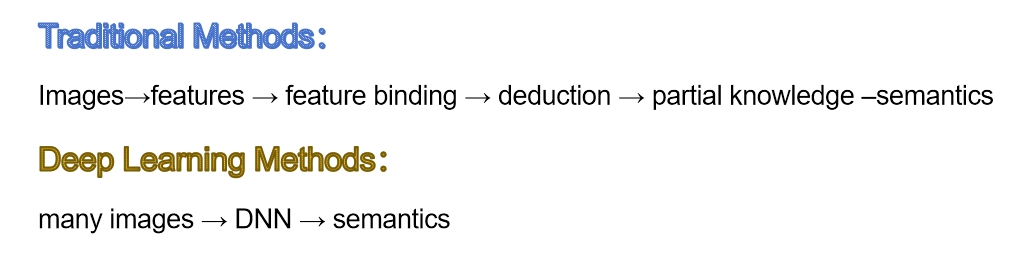 Traditional Methods：
Images→features → feature binding → deduction → partial knowledge –semantics
Deep Learning Methods：
many images → DNN → semantics